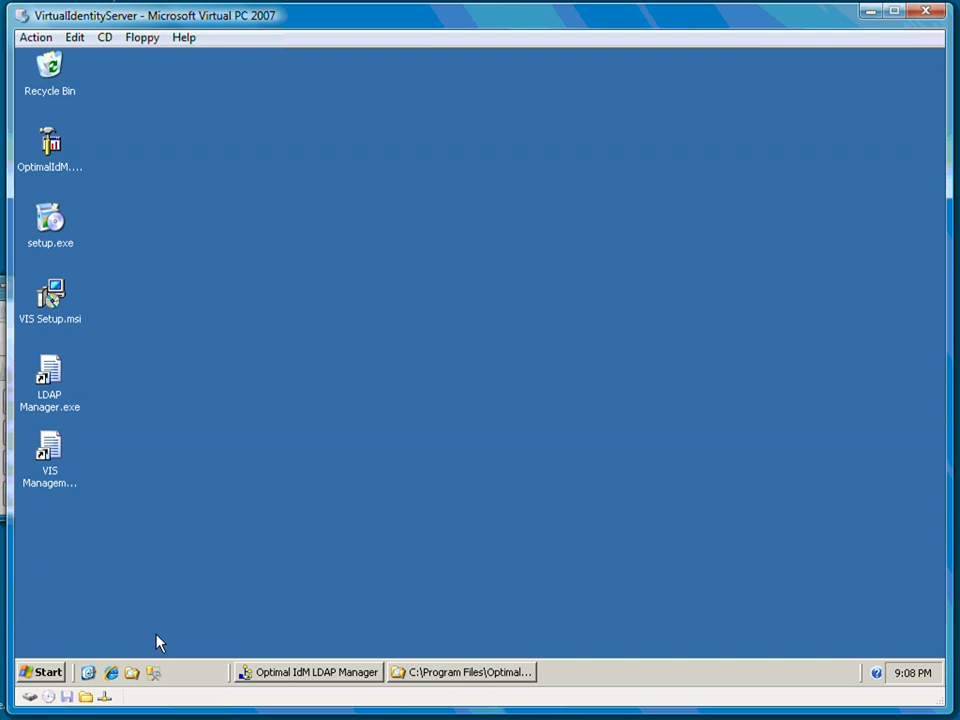 VirtualIdentityServer - Microsoft Virtual PC 2007
Action Edit CD Floppy Help
Recycle Bin
OptimalIdM....
setup.exe
VIS Setup.msi
LDAP
Manager.exe
VIS
Managem...
Start
Optimal IdM LDAP Manager
C:\Program Files\Optimal...
9:08 PM